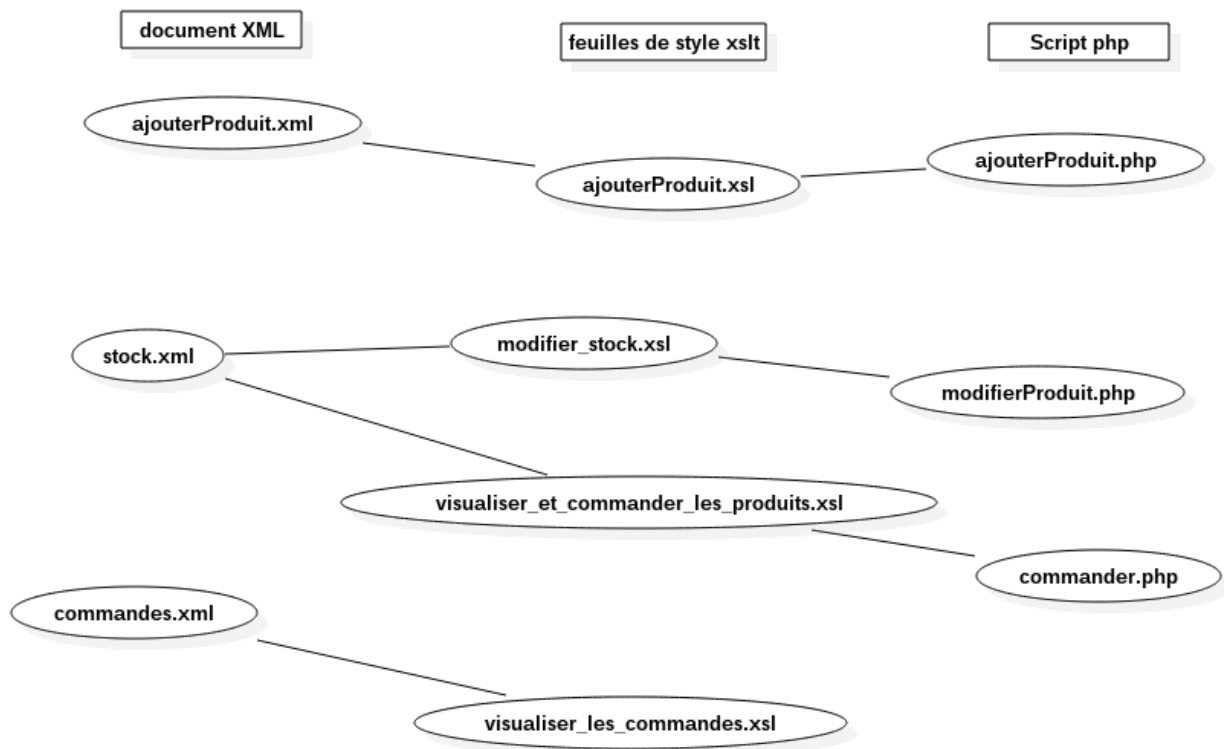 document XML
feuilles de style xslt
Script php
ajouterProduit.xml
ajouterProduit.xsl
ajouterProduit.php
stock.xml
modifier_stock.xsl
modifierProduit.php
visualiser_et_commander_les_produits.xsl
commander.php
commandes.xml
visualiser_les_commandes.xsl